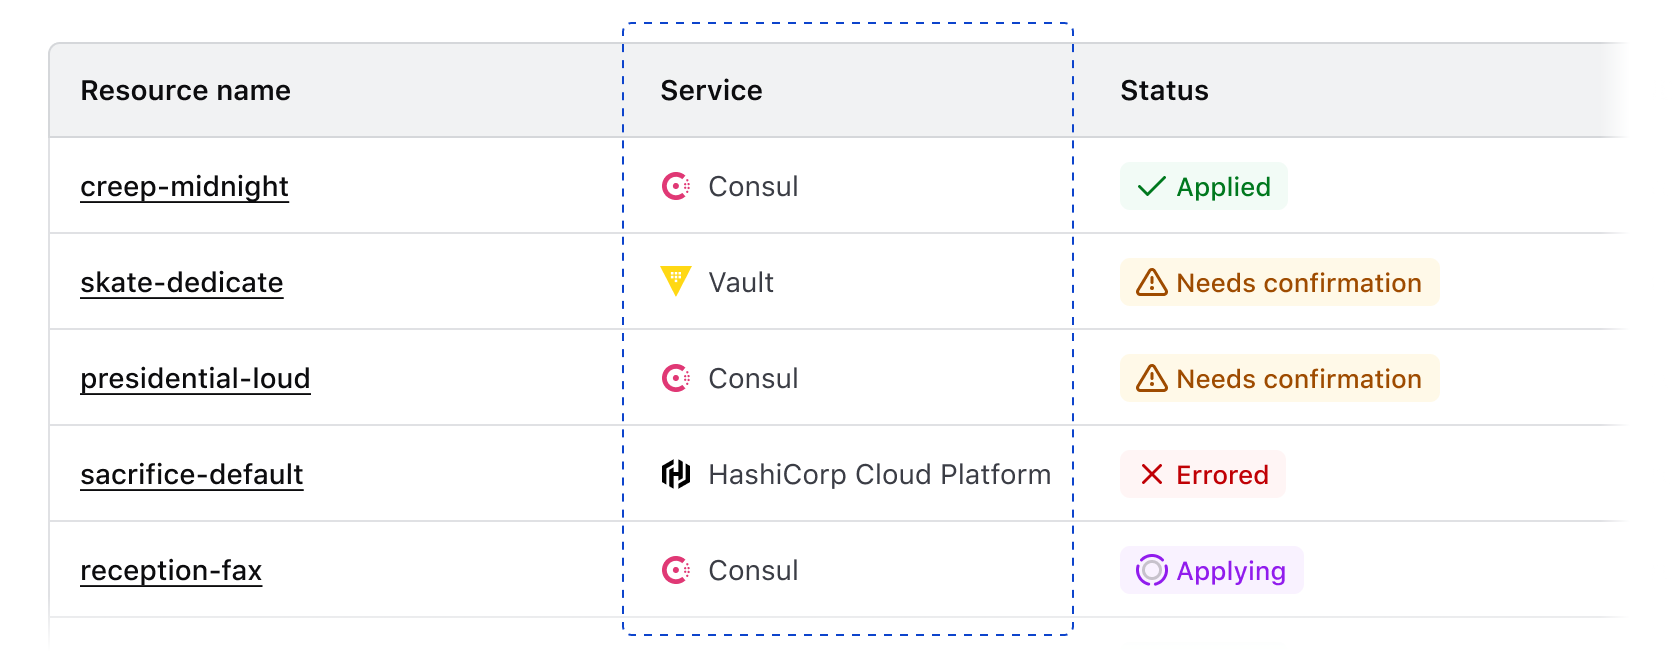 Resource name Service Status
creep-midnight Consul Applied
skate-dedicate Vault Needs confirmation
presidential-loud Consul Needs confirmation
sacrifice-default HashiCorp Cloud Platform Errored
reception-fax Consul Applying